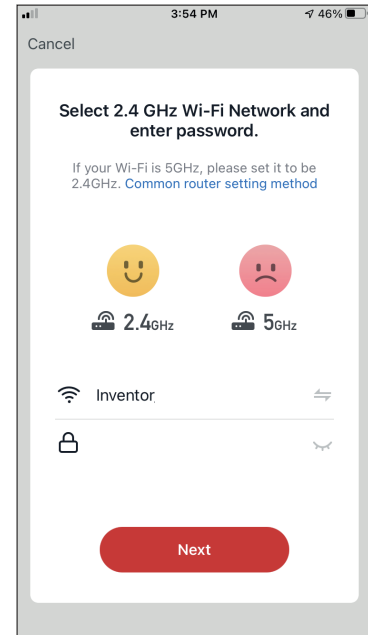 3:54 PM
46%
Cancel
Select 2.4 GHz Wi-Fi Network and
enter password.
If your Wi-Fi is 5GHz, please set it to be
2.4GHz. Common router setting method
2.4GHz 5GHz
Inventor
Next